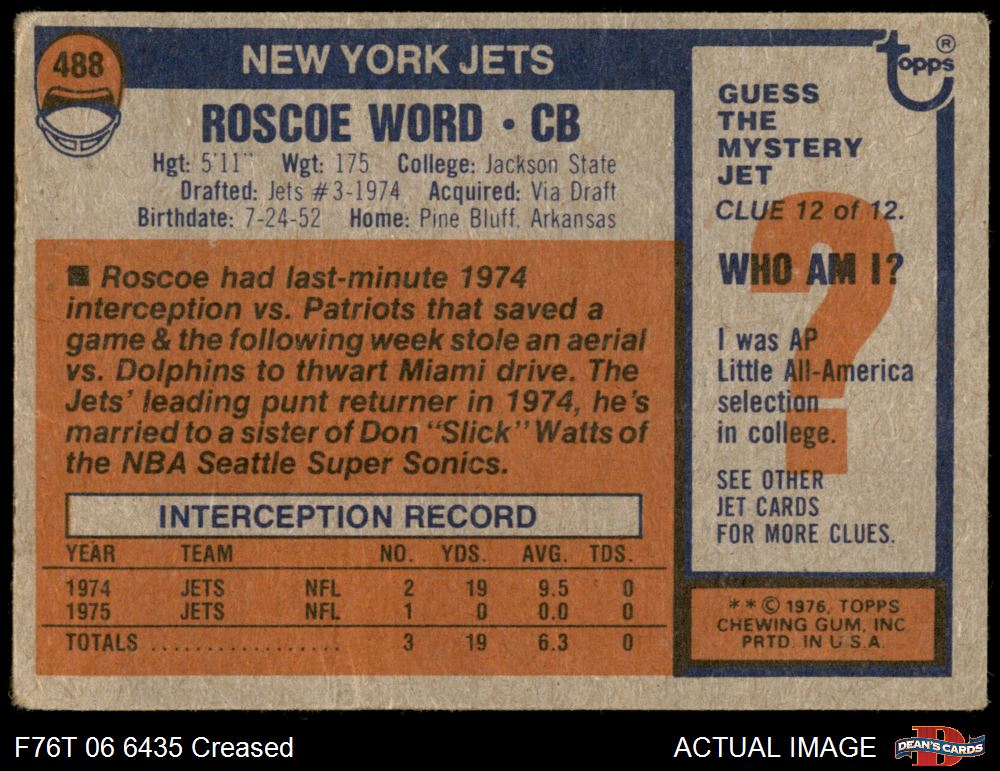 488
NEW YORK JETS
ROSCOE WORD • CB
Hgt: 5'11" Wgt: 175 College: Jackson State
Drafted: Jets #3-1974 Acquired: Via Draft
Birthdate: 7-24-52 Home: Pine Bluff, Arkansas
Roscoe had last-minute 1974
interception vs. Patriots that saved a
game & the following week stole an aerial
vs. Dolphins to thwart Miami drive. The
Jets' leading punt returner in 1974, he's
married to a sister of Don "Slick" Watts of
the NBA Seattle Super Sonics.
INTERCEPTION RECORD
YEAR TEAM NO. YDS. AVG. TDS.
1974 JETS NFL 2 19 9.5 0
1975 JETS NFL 1 0 0.0 0
TOTALS ................. 3 19 6.3 0
topps ®
GUESS
THE
MYSTERY
JET
CLUE 12 of 12.
?
WHO AM I?
I was AP
Little All-America
selection
in college.
SEE OTHER
JET CARDS
FOR MORE CLUES.
* * © 1976, TOPPS
CHEWING GUM, INC
PRTD. IN U.S.A.
F76T 06 6435 Creased
ACTUAL IMAGE
DEAN'S CARDS